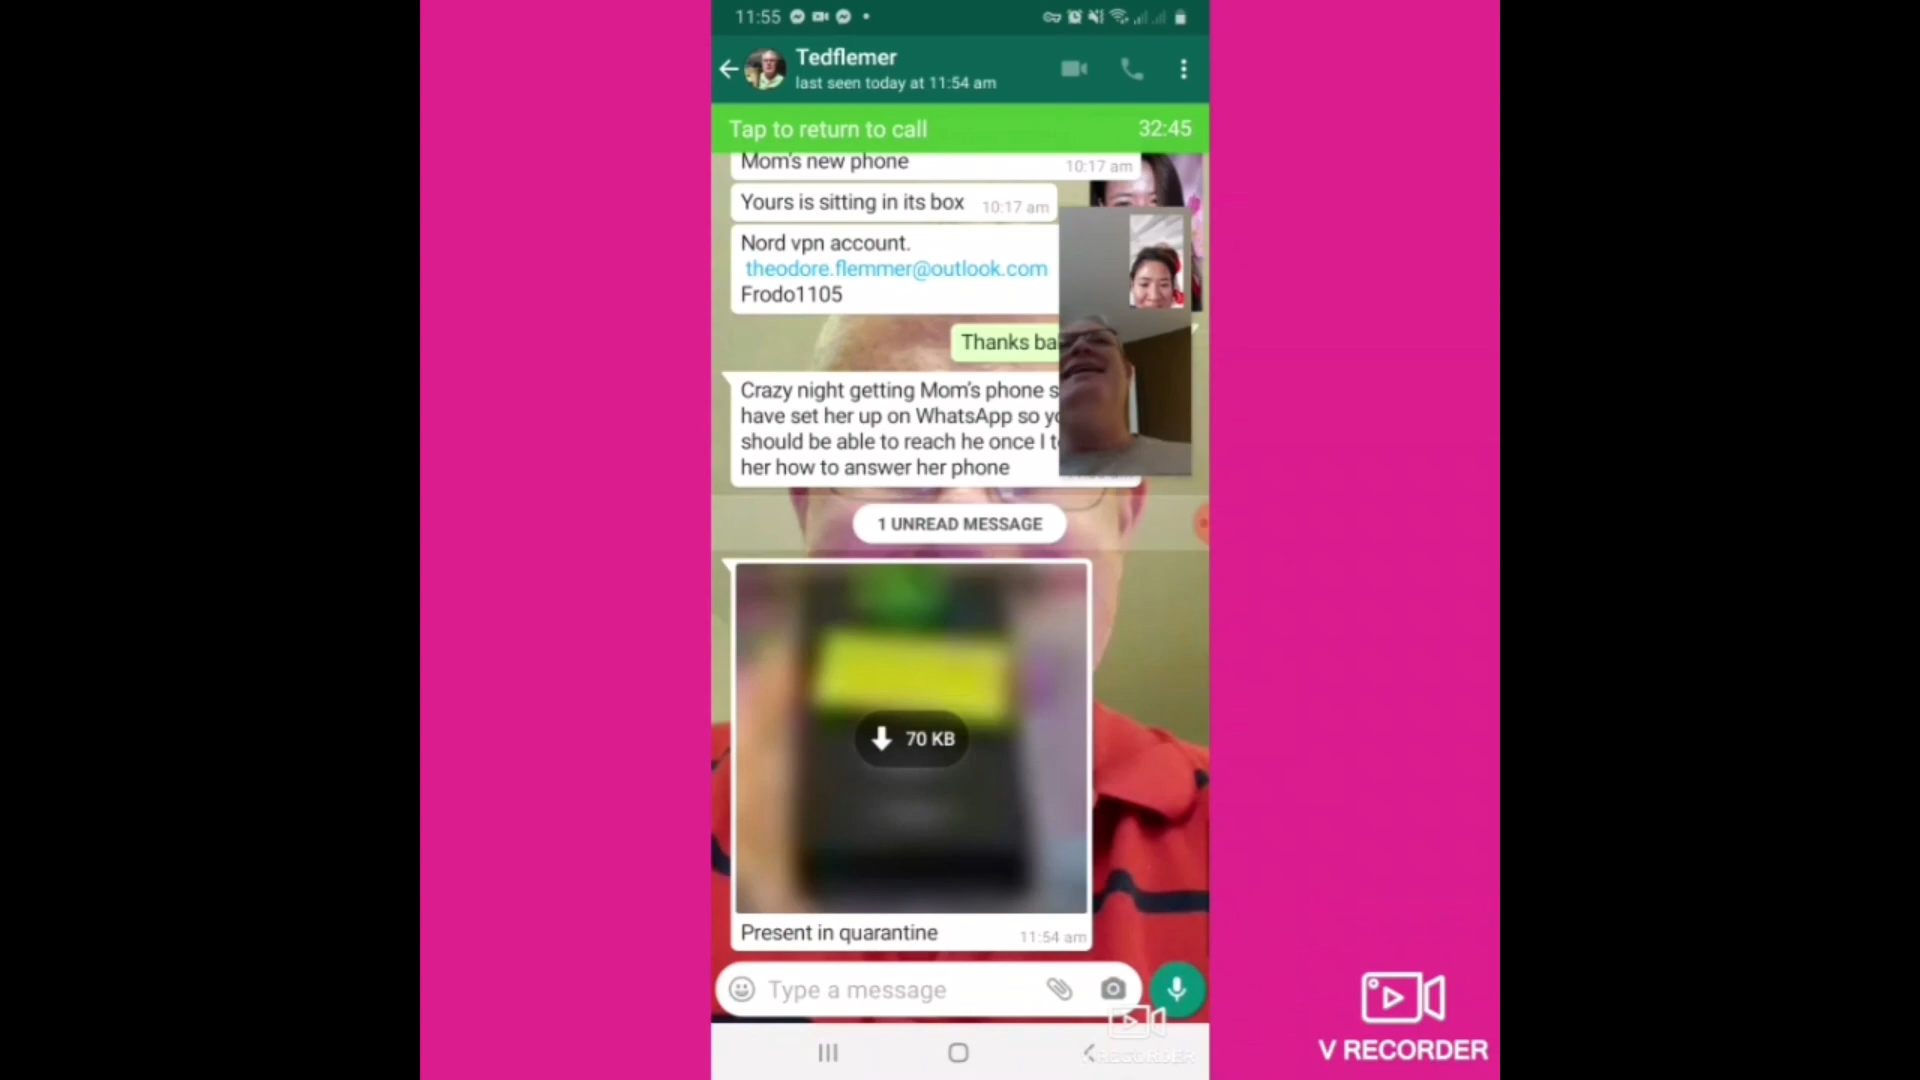 11:55
Tedflemer
last seen today at 11:54 am
Tap to return to call 32:45
Mom's new phone 10:17 am
Yours is sitting in its box 10:17 am
Nord vpn account.
theodore.flemmer@outlook.com
Frodo1105
Thanks ba
Crazy night getting Mom's phone s
have set her up on WhatsApp so yo
should be able to reach he once I t
her how to answer her phone
1 UNREAD MESSAGE
70 KB
Present in quarantine 11:54 am
Type a message
V RECORDER